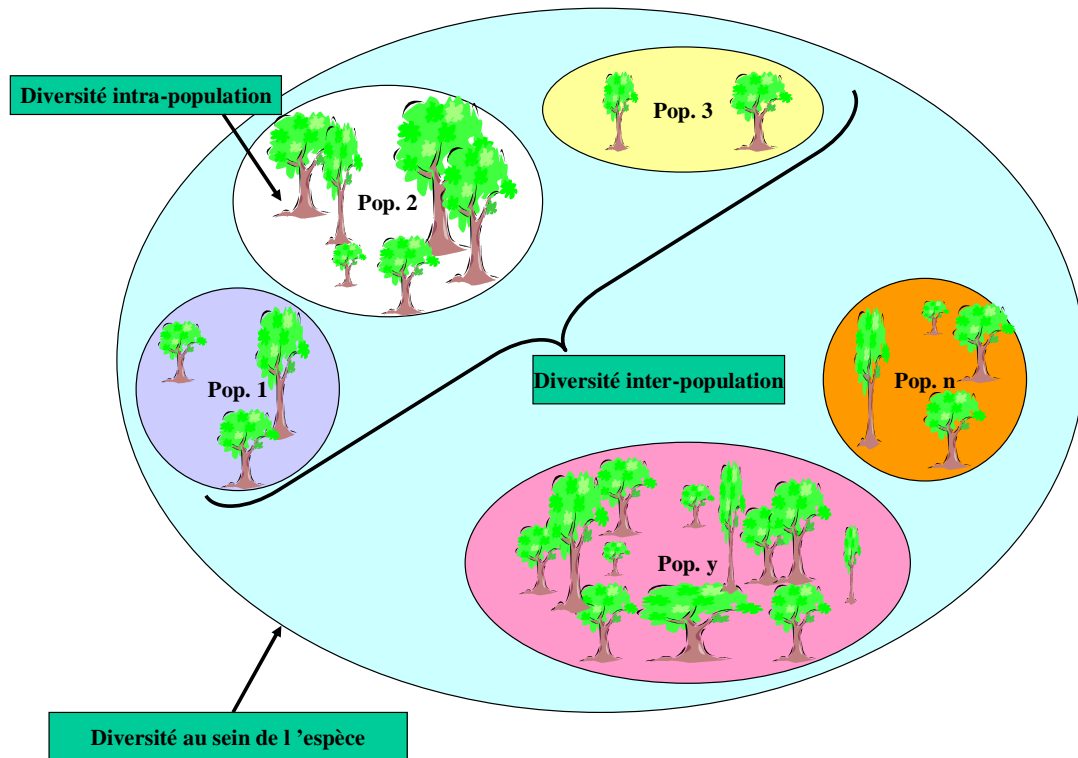 Diversité intra-population
Pop. 3
Pop. 2
Pop. 1
Diversité inter-population
Pop. n
Pop. y
Diversité au sein de l ’espèce